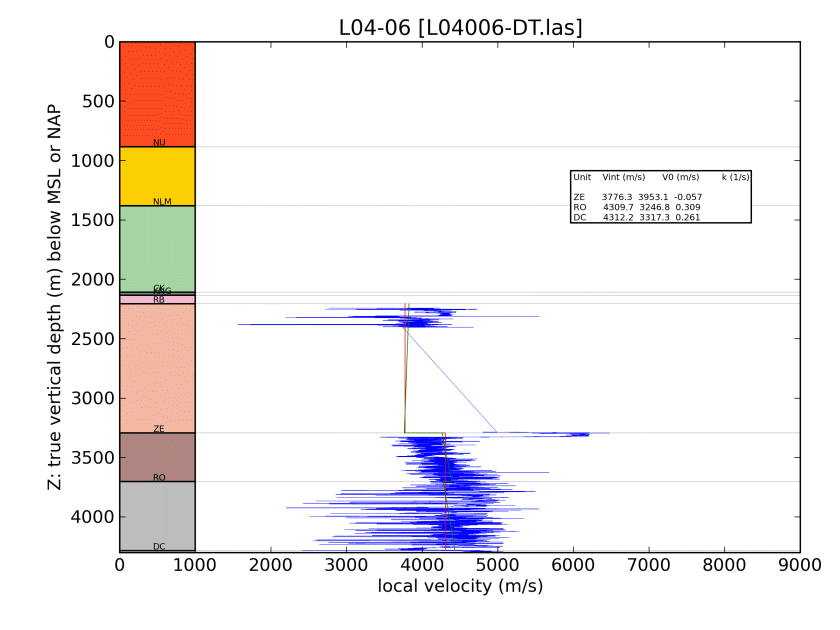 L04-06 [L04006-DT.las]
Z: true vertical depth (m) below MSL or NAP
0
500
1000
1500
2000
2500
3000
3500
4000
NU
NLM
CK
RB
ZE
RO
DC
Unit Vint (m/s) V0 (m/s) k (1/s)
ZE 3776.3 3953.1 -0.057
RO 4309.7 3246.8 0.309
DC 4312.2 3317.3 0.261
0 1000 2000 3000 4000 5000 6000 7000 8000 9000
local velocity (m/s)